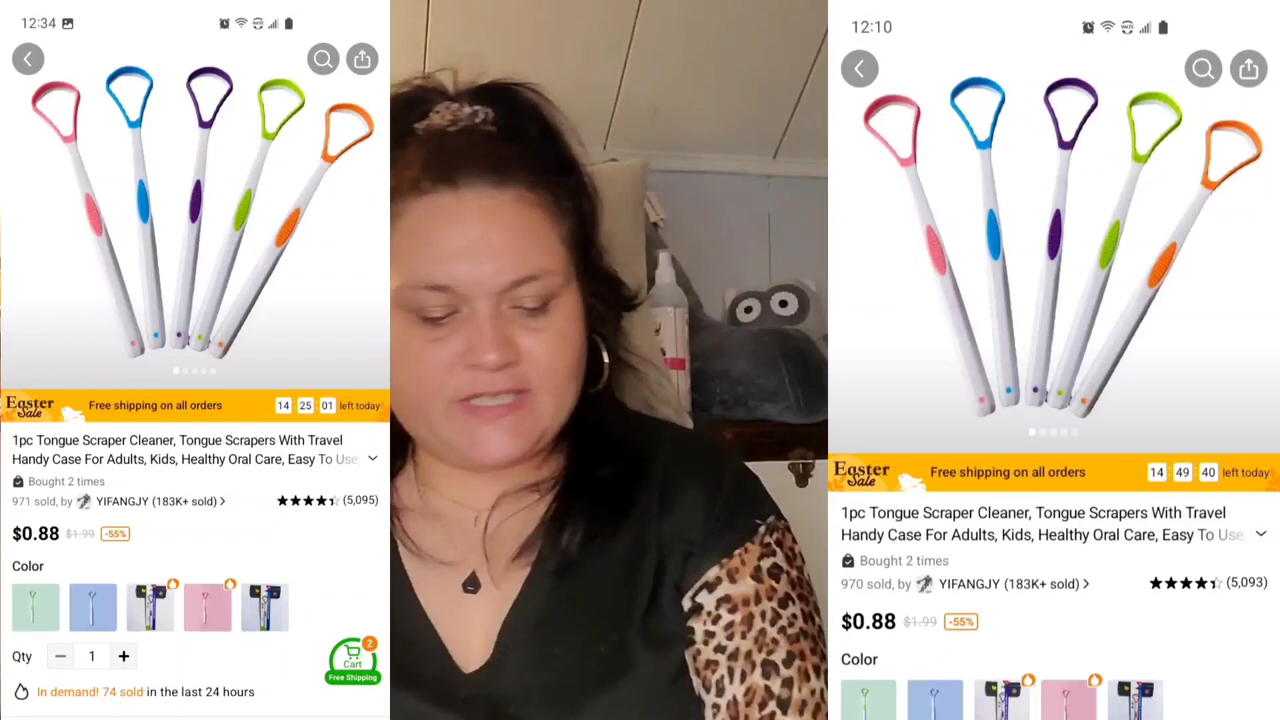 12:34
Easter
Sale
Free shipping on all orders
14 25 01 left today
1pc Tongue Scraper Cleaner, Tongue Scrapers With Travel
Handy Case For Adults, Kids, Healthy Oral Care, Easy To Use,
Bought 2 times
971 sold, by YIFANGJY (183K+ sold) >
(5,095)
$0.88 $1.99 -55%
Color
Qty
1
2
Cart
Free Shipping
In demand! 74 sold in the last 24 hours
12:10
Easter
Sale
Free shipping on all orders
14 49 40 left today
1pc Tongue Scraper Cleaner, Tongue Scrapers With Travel
Handy Case For Adults, Kids, Healthy Oral Care, Easy To Use,
Bought 2 times
970 sold, by YIFANGJY (183K+ sold) >
(5,093)
$0.88 $1.99 -55%
Color